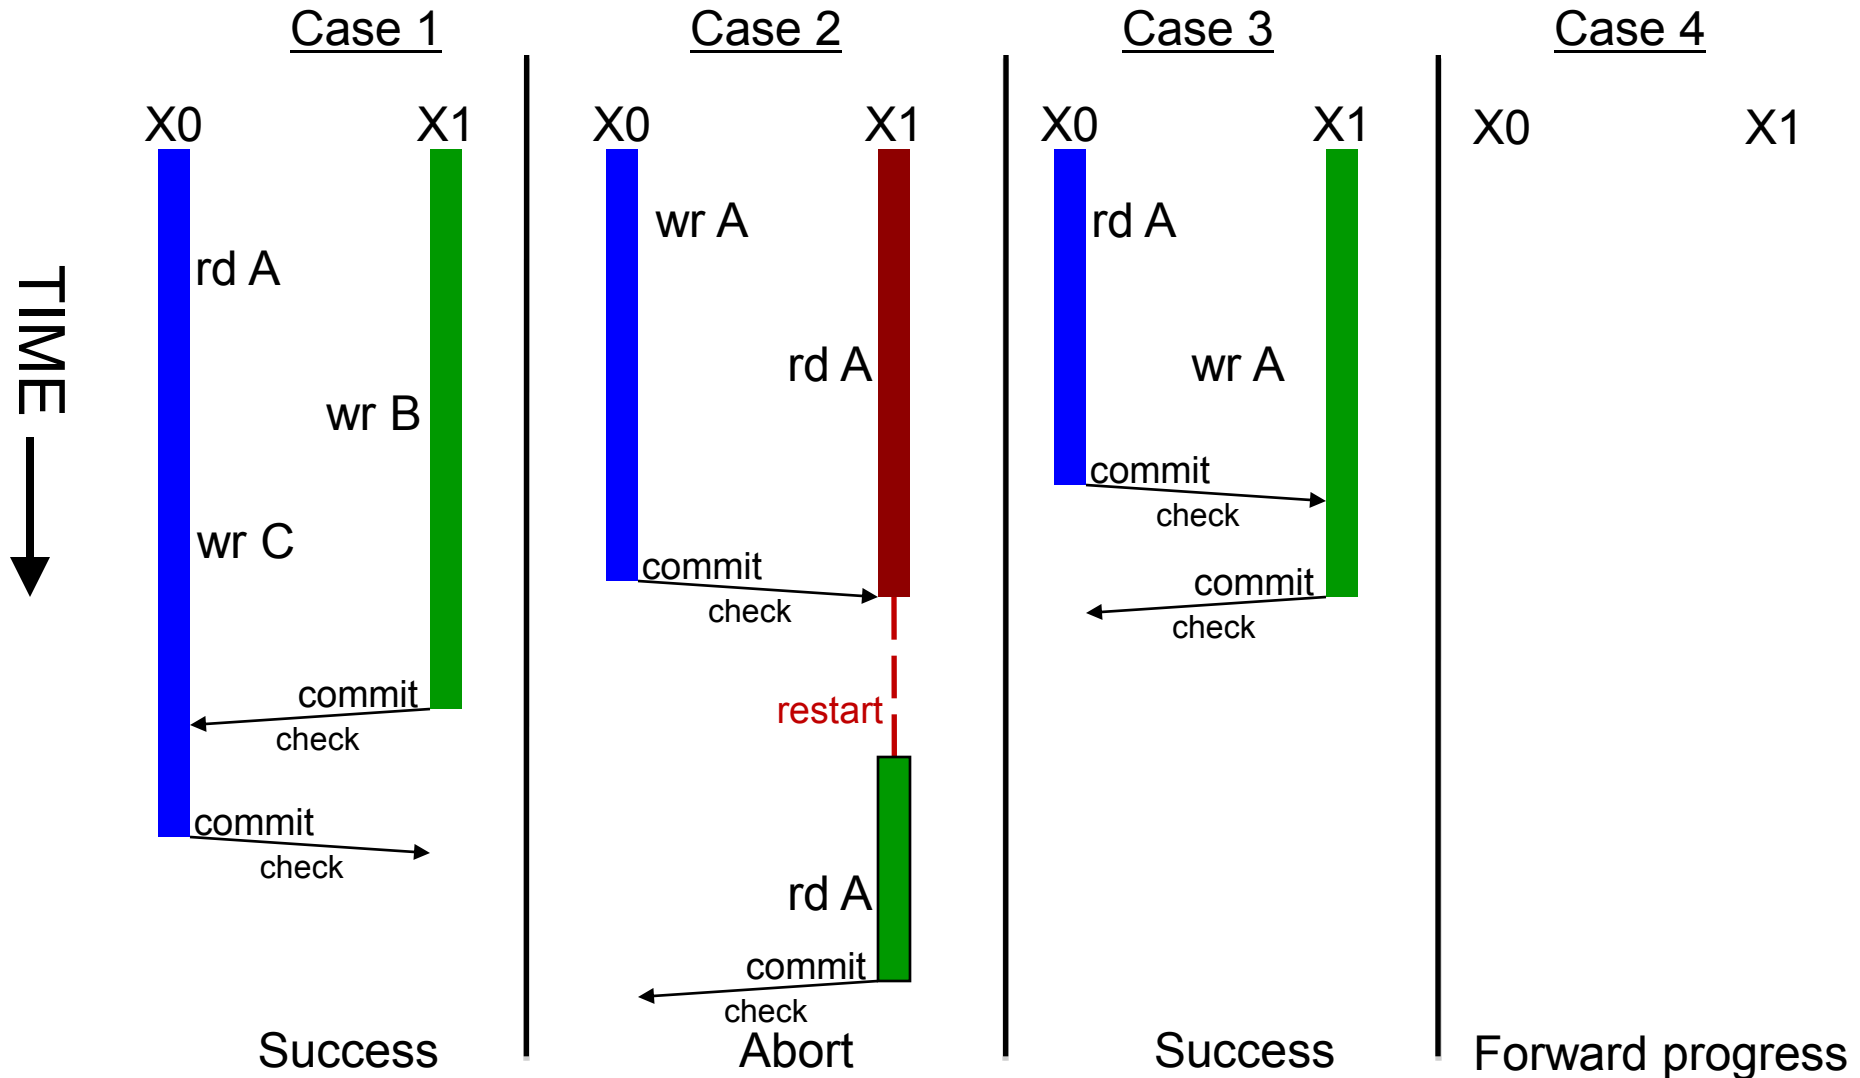 Case 1
Case 2
Case 3
Case 4
TIME
X0
X1
rd A
wr B
wr C
commit
check
commit
check
Success
X0
X1
wr A
rd A
commit
check
restart
rd A
commit
check
Abort
X0
X1
rd A
wr A
commit
check
commit
check
Success
X0
X1
Forward progress